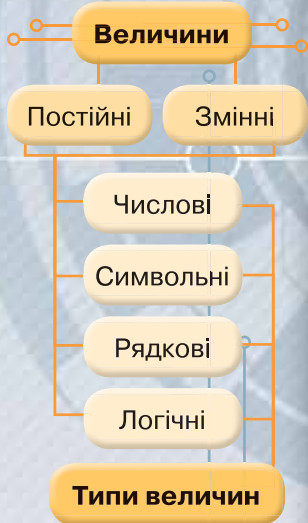 Величини
Постійні
Змінні
Числові
Символьні
Рядкові
Логічні
Типи величин